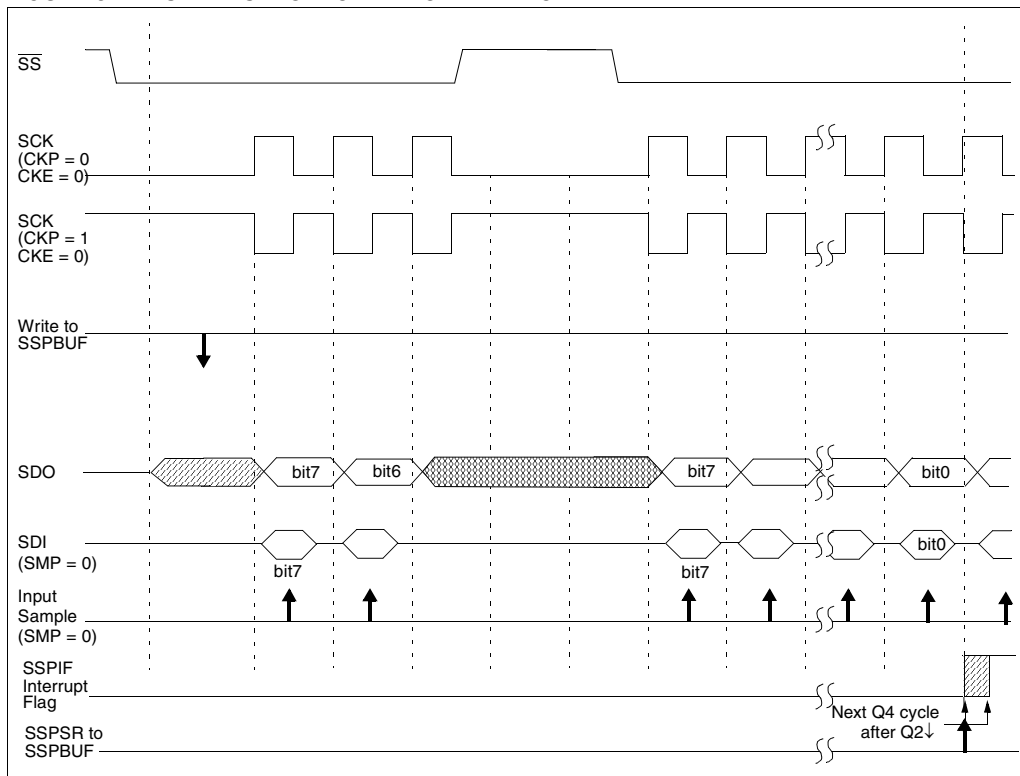 SS
SCK
(CKP = 0
CKE = 0)
SCK
(CKP = 1
CKE = 0)
Write to
SSPBUF
SDO
bit7
bit6
bit7
bit0
SDI
(SMP = 0)
bit7
bit7
bit0
Input
Sample
(SMP = 0)
SSPIF
Interrupt
Flag
Next Q4 cycle
after Q2↓
SSPSR to
SSPBUF